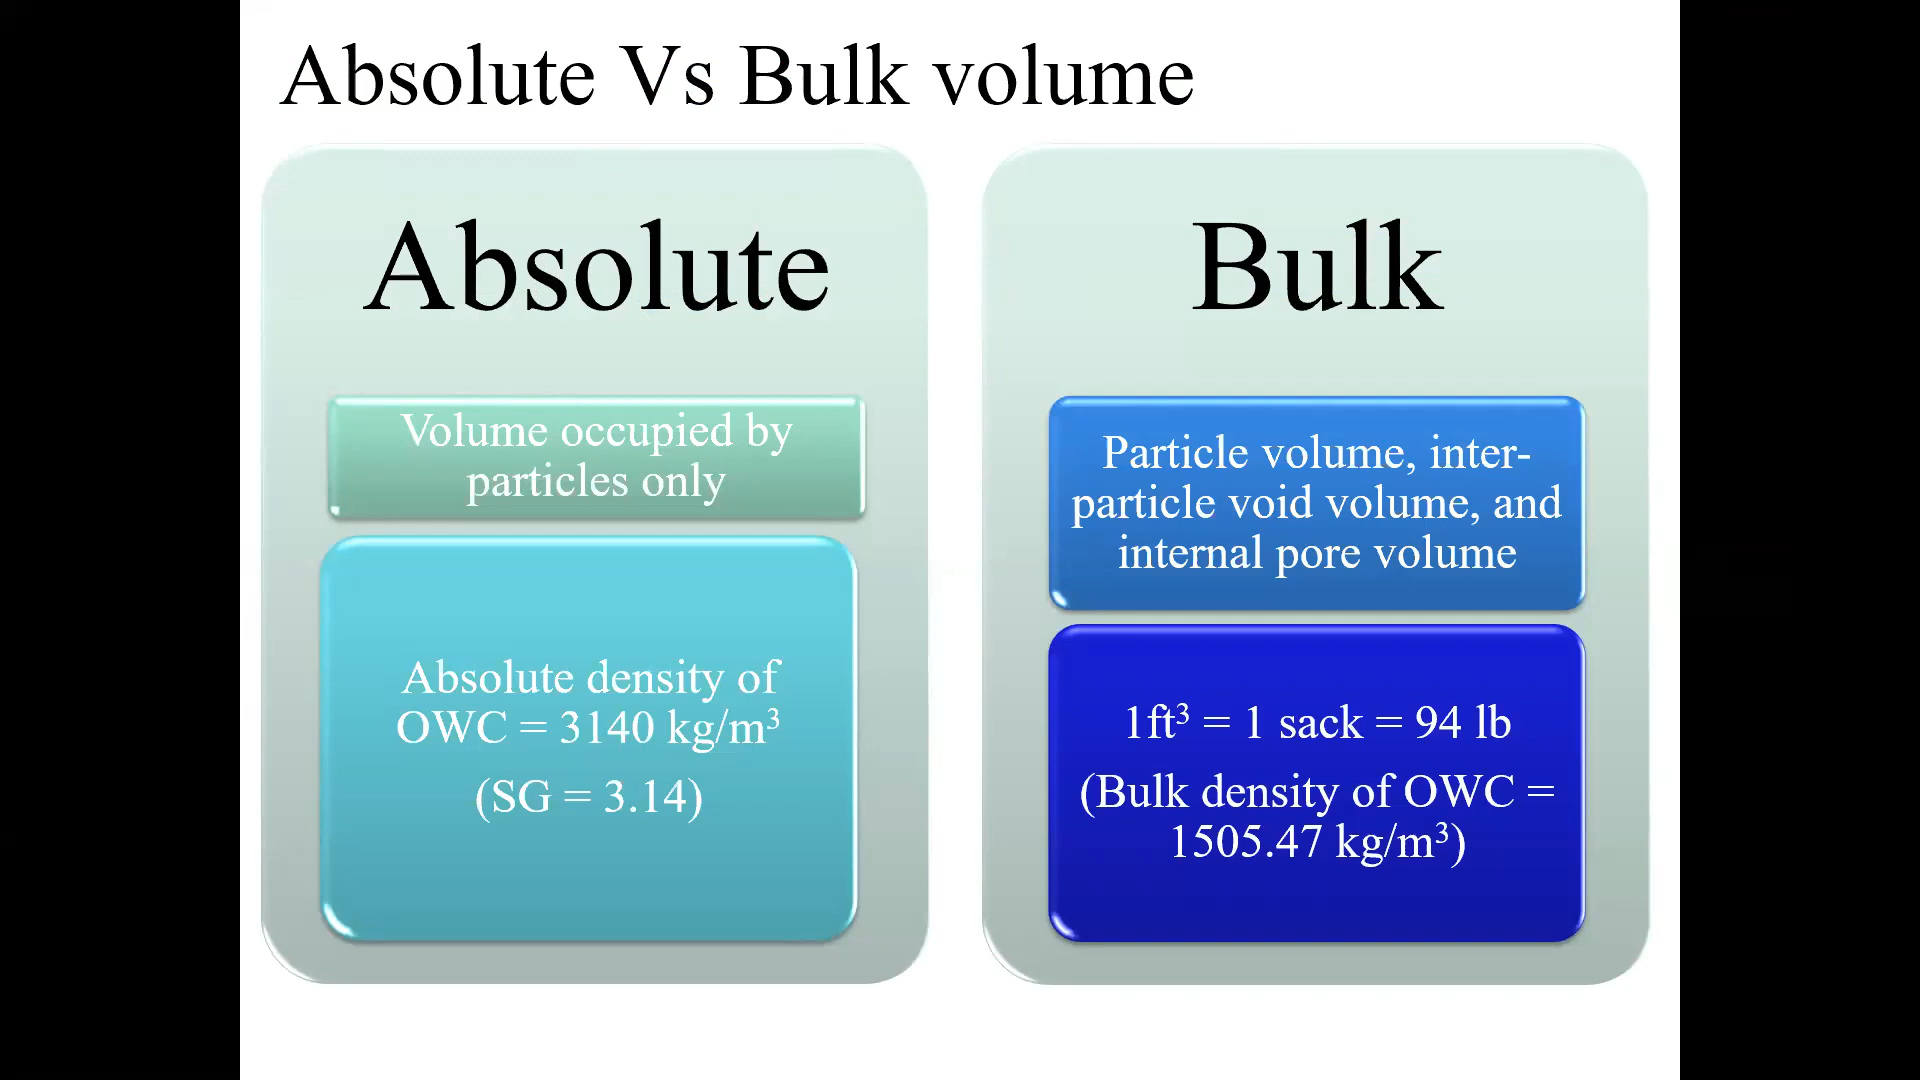 Absolute Vs Bulk volume
Absolute
Volume occupied by
particles only
Absolute density of
OWC = 3140 kg/m³
(SG = 3.14)
Bulk
Particle volume, inter-
particle void volume, and
internal pore volume
1ft³ = 1 sack = 94 lb
(Bulk density of OWC =
1505.47 kg/m³)